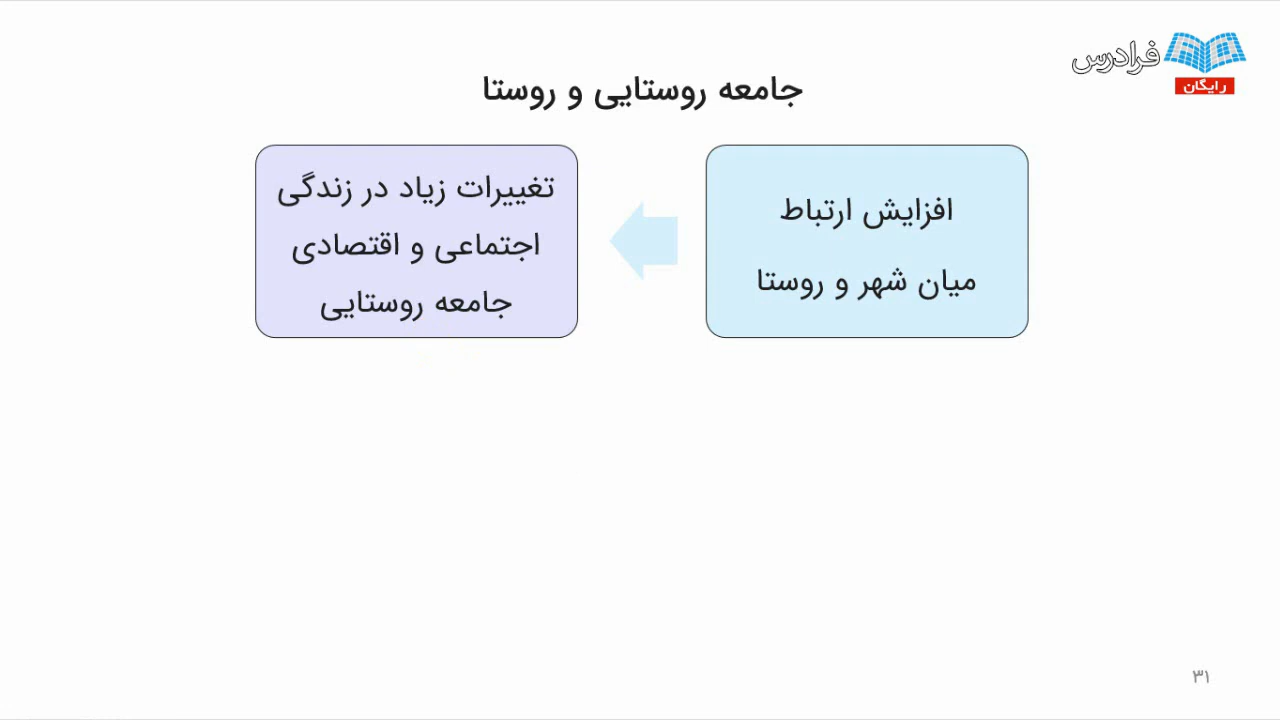 فرادرس
رایگان
جامعه روستایی و روستا
افزایش ارتباط
میان شهر و روستا
تغییرات زیاد در زندگی
اجتماعی و اقتصادی
جامعه روستایی
۳۱